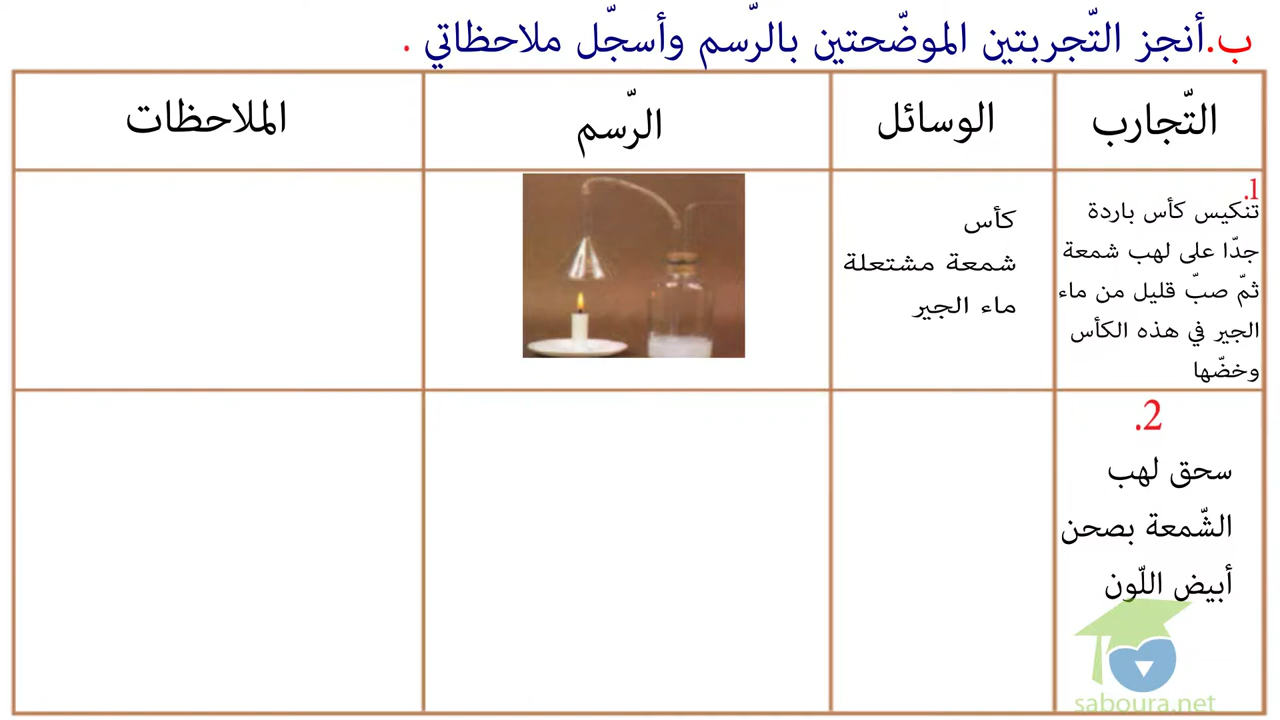 ب.أنجز التّجربتين الموضّحتين بالرّسم وأسجّل ملاحظاتي .
التّجارب
الوسائل
الرّسم
الملاحظات
1.
تنكيس كأس باردة
جدّا على لهب شمعة
ثمّ صبّ قليل من ماء
الجير في هذه الكأس
وخضّها
كأس
شمعة مشتعلة
ماء الجير
2.
سحق لهب
الشّمعة بصحن
أبيض اللّون
saboura.net